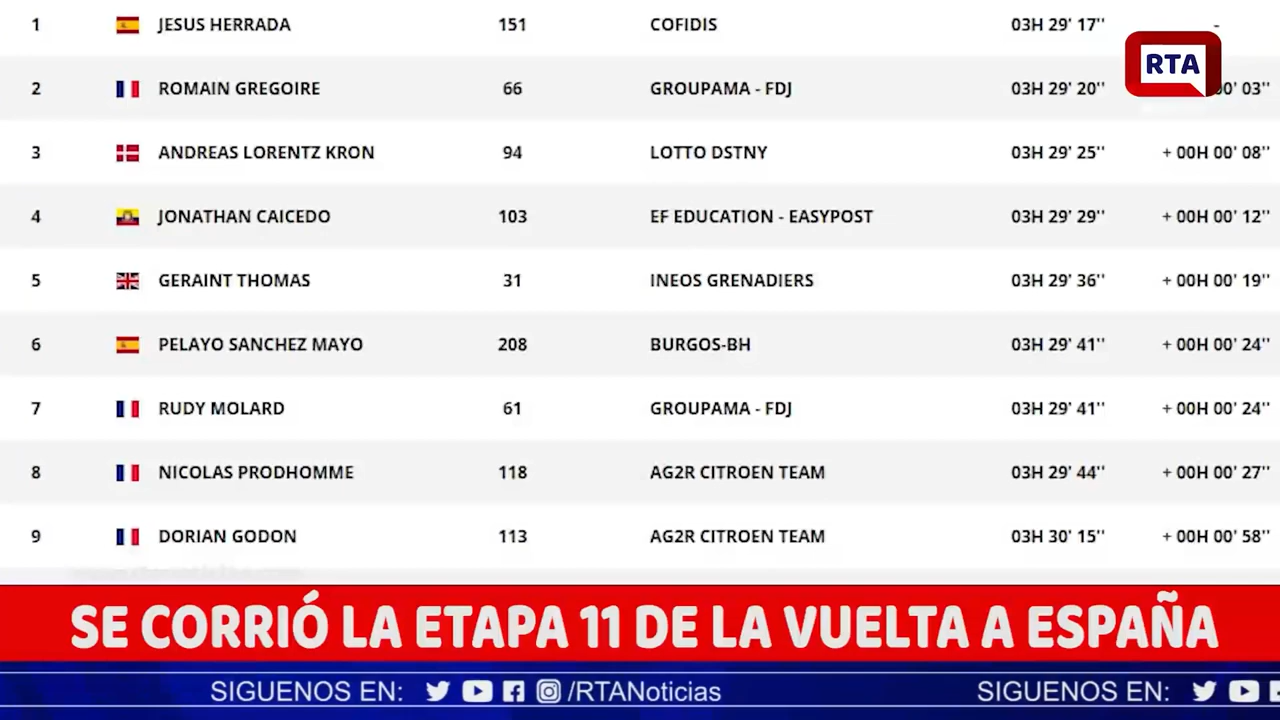 1 JESUS HERRADA 151 COFIDIS 03H 29' 17'' -
RTA
2 ROMAIN GREGOIRE 66 GROUPAMA - FDJ 03H 29' 20'' 00' 03''
3 ANDREAS LORENTZ KRON 94 LOTTO DSTNY 03H 29' 25'' + 00H 00' 08''
4 JONATHAN CAICEDO 103 EF EDUCATION - EASYPOST 03H 29' 29'' + 00H 00' 12''
5 GERAINT THOMAS 31 INEOS GRENADIERS 03H 29' 36'' + 00H 00' 19''
6 PELAYO SANCHEZ MAYO 208 BURGOS-BH 03H 29' 41'' + 00H 00' 24''
7 RUDY MOLARD 61 GROUPAMA - FDJ 03H 29' 41'' + 00H 00' 24''
8 NICOLAS PRODHOMME 118 AG2R CITROEN TEAM 03H 29' 44'' + 00H 00' 27''
9 DORIAN GODON 113 AG2R CITROEN TEAM 03H 30' 15'' + 00H 00' 58''
SE CORRIÓ LA ETAPA 11 DE LA VUELTA A ESPAÑA
SIGUENOS EN: /RTANoticias SIGUENOS EN: